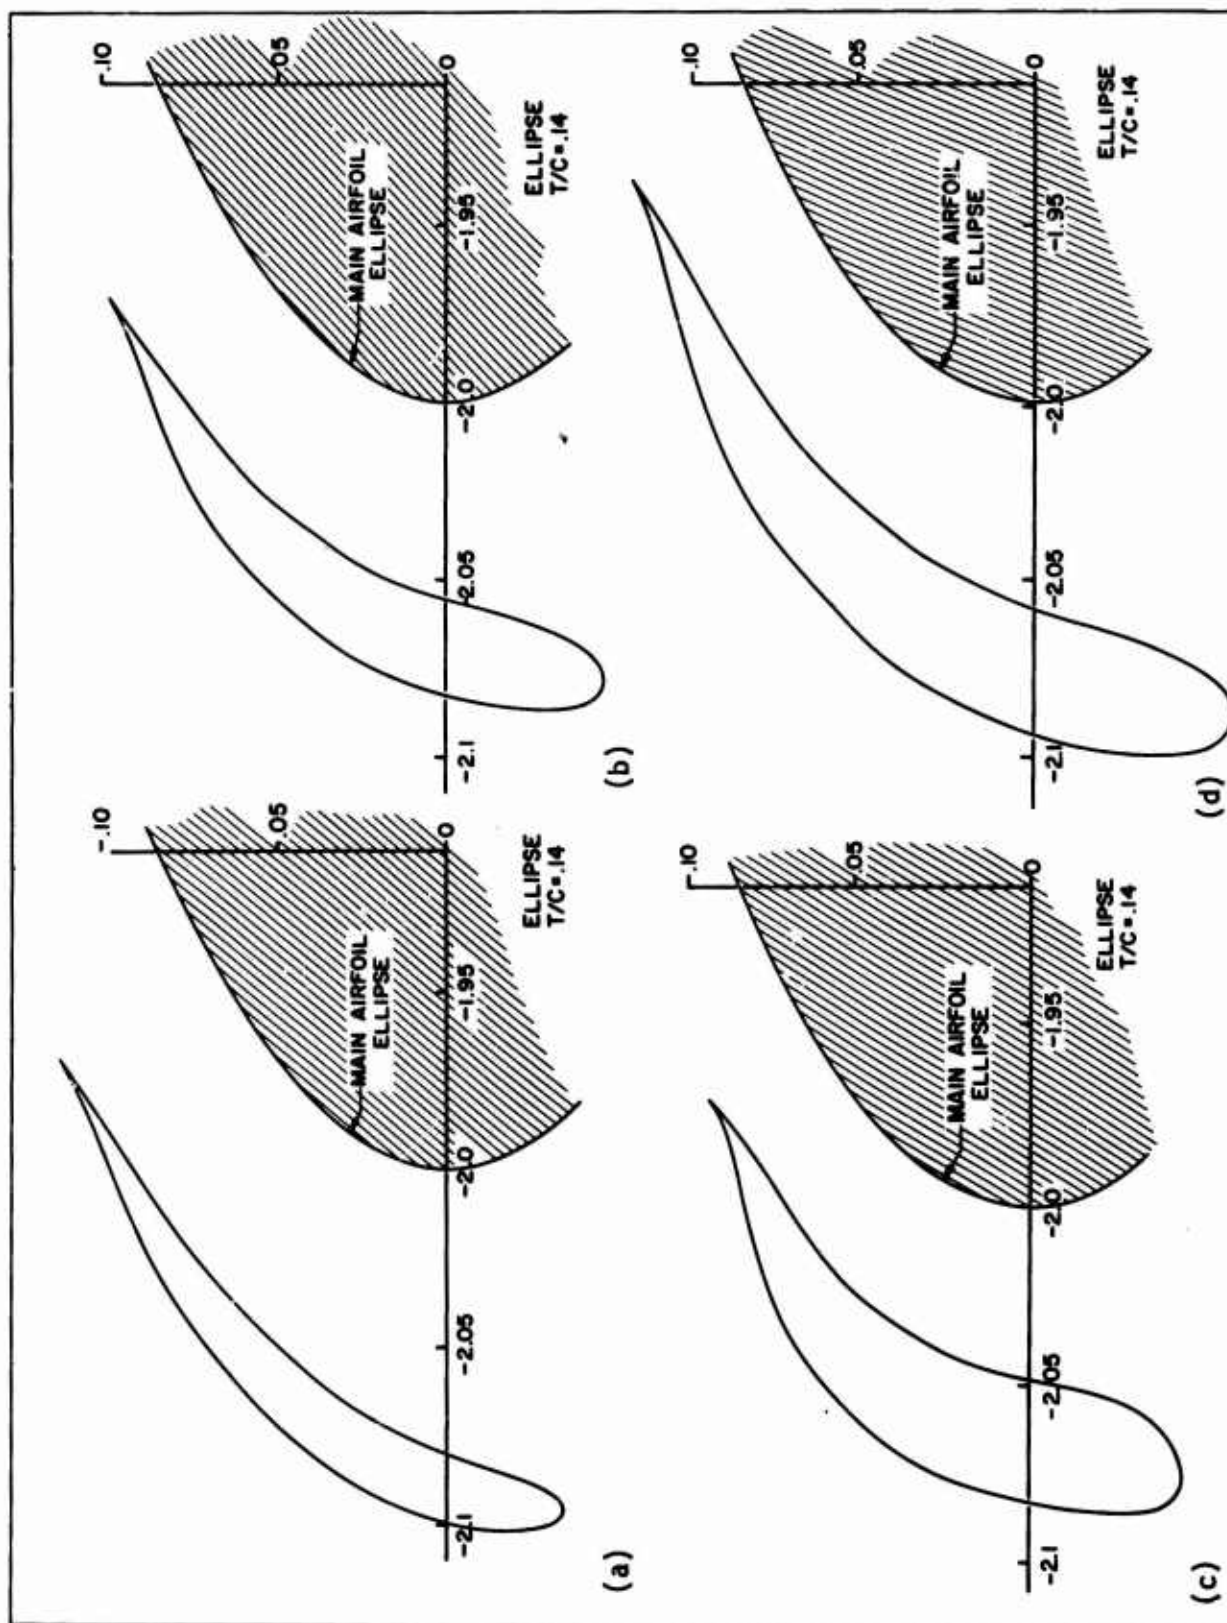 .10
.05
0
MAIN AIRFOIL
ELLIPSE
-2.1
-2.05
-2.0
-1.95
ELLIPSE
T/C=.14
(a)
.10
.05
0
MAIN AIRFOIL
ELLIPSE
-2.1
-2.05
-2.0
-1.95
ELLIPSE
T/C=.14
(b)
.10
.05
0
MAIN AIRFOIL
ELLIPSE
-2.1
-2.05
-2.0
-1.95
ELLIPSE
T/C=.14
(c)
.10
.05
0
MAIN AIRFOIL
ELLIPSE
-2.1
-2.05
-2.0
-1.95
ELLIPSE
T/C=.14
(d)